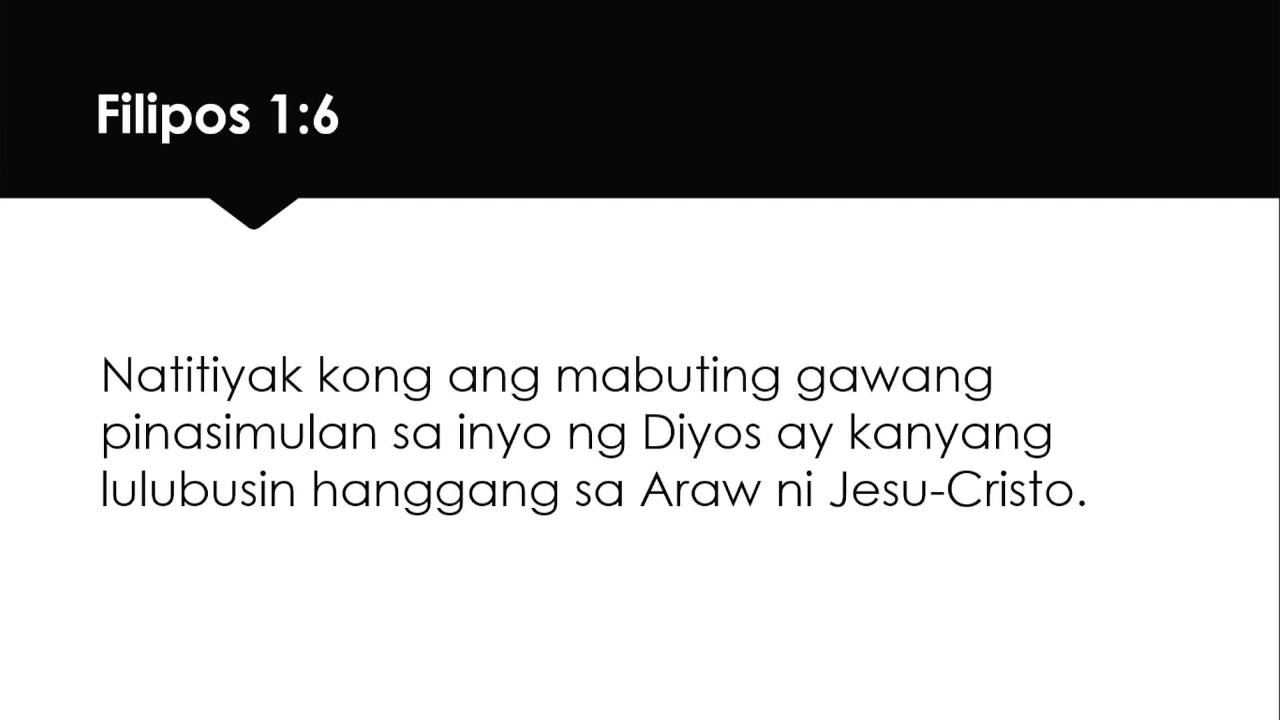 Filipos 1:6
Natitiyak kong ang mabuting gawang
pinasimulan sa inyo ng Diyos ay kanyang
lulubusin hanggang sa Araw ni Jesu-Cristo.